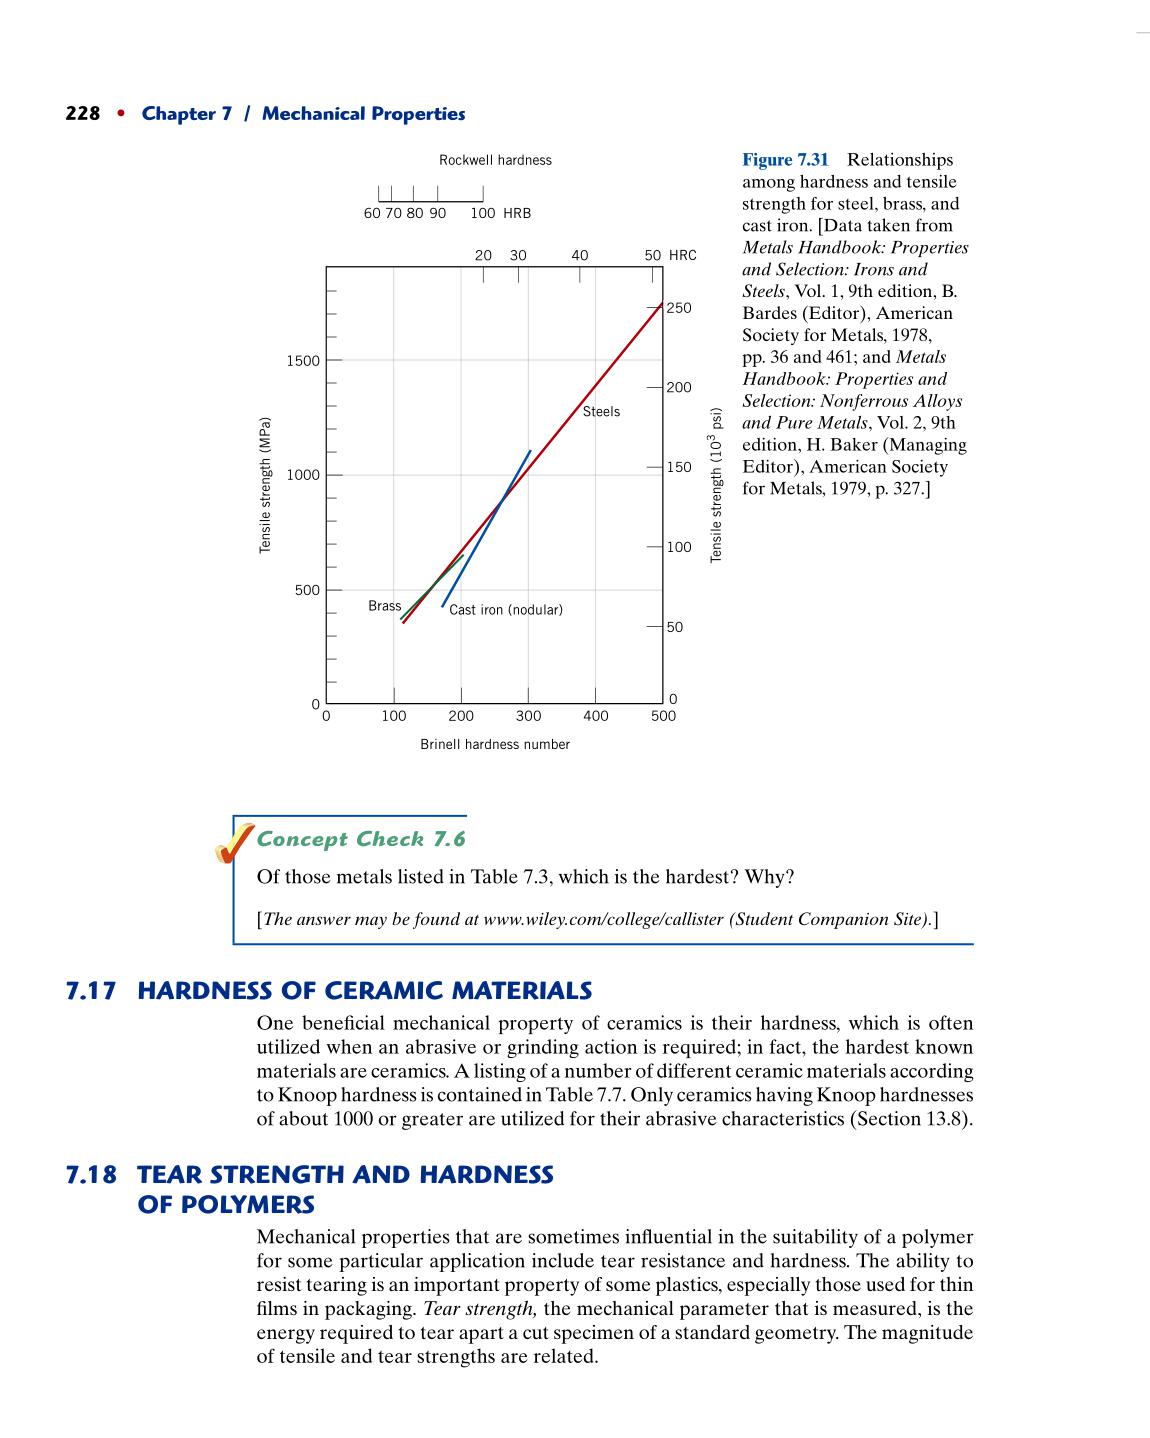 228 • Chapter 7 / Mechanical Properties
Rockwell hardness
60 70 80 90 100 HRB
20 30 40 50 HRC
250
1500
200
Steels
Tensile strength (MPa)
Tensile strength (10³ psi)
150
1000
100
500
Brass
Cast iron (nodular)
50
0
0
0 100 200 300 400 500
Brinell hardness number
Figure 7.31 Relationships
among hardness and tensile
strength for steel, brass, and
cast iron. [Data taken from
Metals Handbook: Properties
and Selection: Irons and
Steels, Vol. 1, 9th edition, B.
Bardes (Editor), American
Society for Metals, 1978,
pp. 36 and 461; and Metals
Handbook: Properties and
Selection: Nonferrous Alloys
and Pure Metals, Vol. 2, 9th
edition, H. Baker (Managing
Editor), American Society
for Metals, 1979, p. 327.]
Concept Check 7.6
Of those metals listed in Table 7.3, which is the hardest? Why?
[The answer may be found at www.wiley.com/college/callister (Student Companion Site).]
7.17 HARDNESS OF CERAMIC MATERIALS
One beneficial mechanical property of ceramics is their hardness, which is often
utilized when an abrasive or grinding action is required; in fact, the hardest known
materials are ceramics. A listing of a number of different ceramic materials according
to Knoop hardness is contained in Table 7.7. Only ceramics having Knoop hardnesses
of about 1000 or greater are utilized for their abrasive characteristics (Section 13.8).
7.18 TEAR STRENGTH AND HARDNESS
OF POLYMERS
Mechanical properties that are sometimes influential in the suitability of a polymer
for some particular application include tear resistance and hardness. The ability to
resist tearing is an important property of some plastics, especially those used for thin
films in packaging. Tear strength, the mechanical parameter that is measured, is the
energy required to tear apart a cut specimen of a standard geometry. The magnitude
of tensile and tear strengths are related.